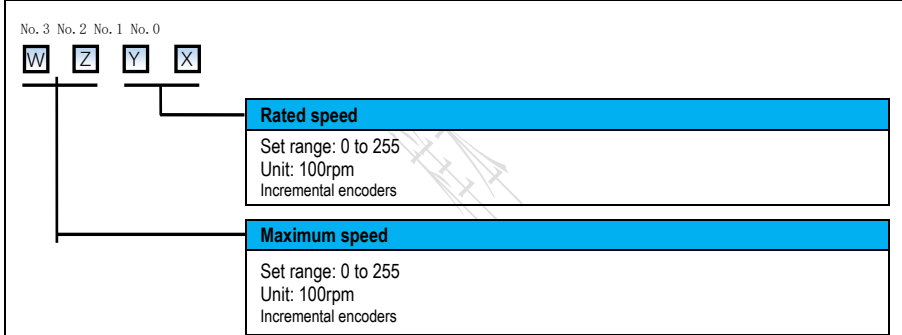 No.3 No.2 No.1 No.0
W Z Y X
Rated speed
Set range: 0 to 255
Unit: 100rpm
Incremental encoders
Maximum speed
Set range: 0 to 255
Unit: 100rpm
Incremental encoders